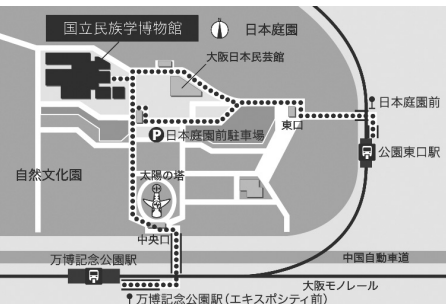 国立民族学博物館
日本庭園
大阪日本民芸館
日本庭園前
P日本庭園前駐車場
東口
公園東口駅
自然文化園
太陽の塔
中央口
万博記念公園駅
中国自動車道
大阪モノレール
万博記念公園駅(エキスポシティ前)